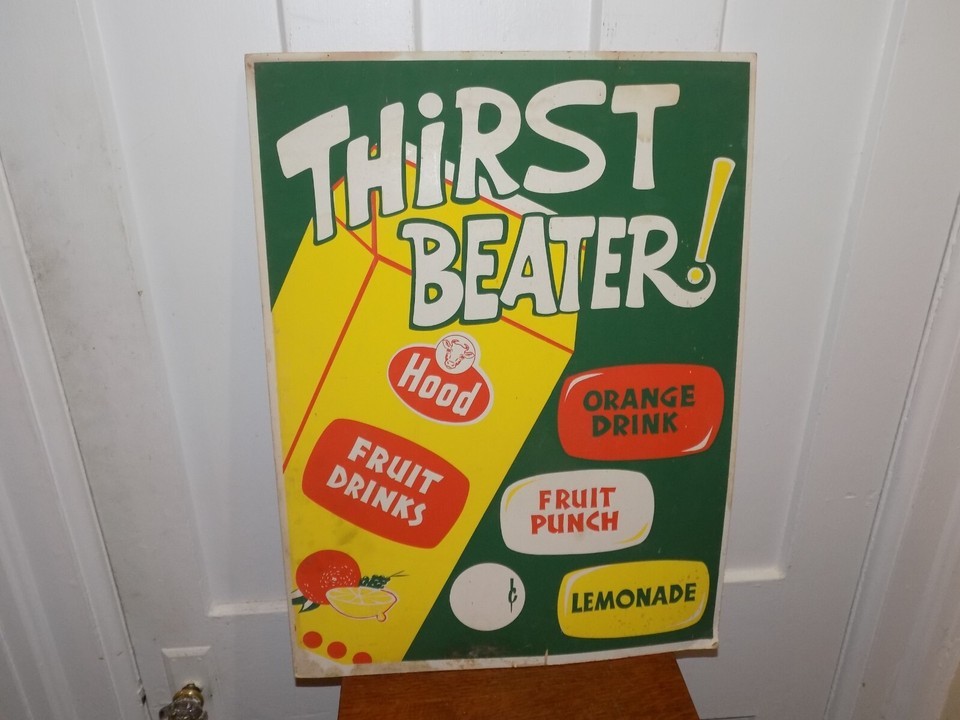 THiRST
BEATER!
Hood
FRUIT
DRINKS
ORANGE
DRINK
FRUIT
PUNCH
¢
LEMONADE